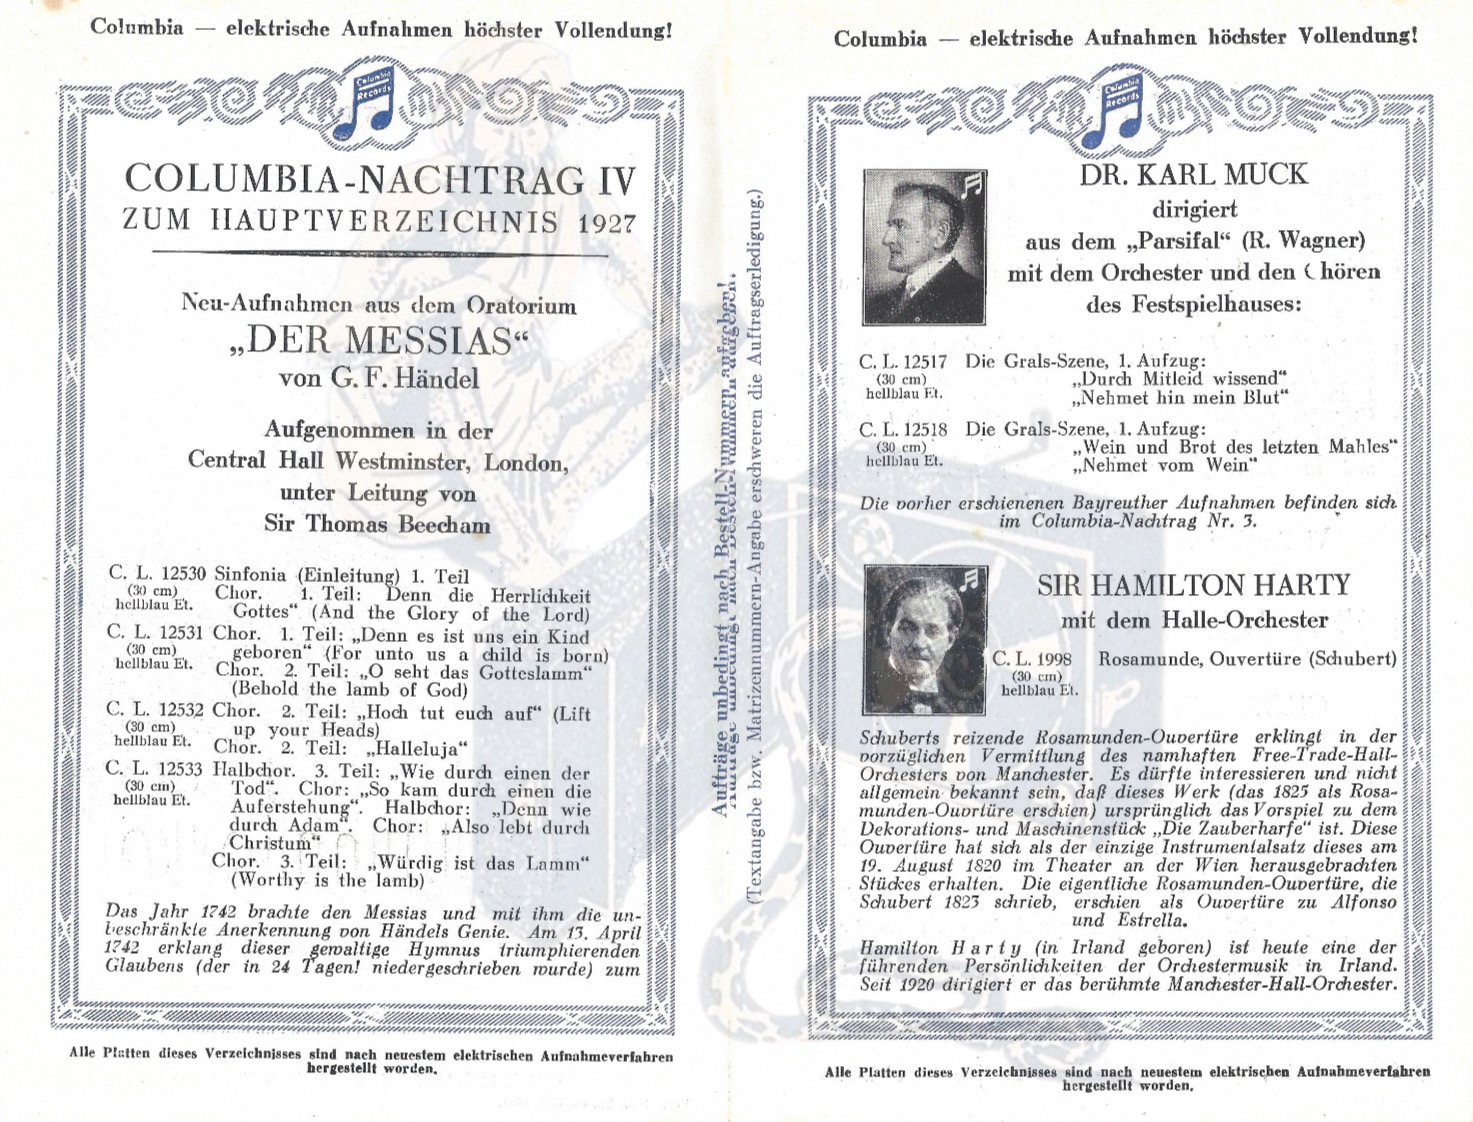 Columbia — elektrische Aufnahmen höchster Vollendung!
Columbia
Records
COLUMBIA-NACHTRAG IV
ZUM HAUPTVERZEICHNIS 1927
Neu-Aufnahmen aus dem Oratorium
„DER MESSIAS“
von G. F. Händel
Aufgenommen in der
Central Hall Westminster, London,
unter Leitung von
Sir Thomas Beecham
C. L. 12530 Sinfonia (Einleitung) 1. Teil
(30 cm) Chor. 1. Teil: Denn die Herrlichkeit
hellblau Et. Gottes“ (And the Glory of the Lord)
C. L. 12531 Chor. 1. Teil: „Denn es ist uns ein Kind
(30 cm) geboren“ (For unto us a child is born)
hellblau Et. Chor. 2. Teil: „O seht das Gotteslamm“
(Behold the lamb of God)
C. L. 12532 Chor. 2. Teil: „Hoch tut euch auf“ (Lift
(30 cm) up your Heads)
hellblau Et. Chor. 2. Teil: „Halleluja“
C. L. 12533 Halbchor. 3. Teil: „Wie durch einen der
(30 cm) Tod“. Chor: „So kam durch einen die
hellblau Et. Auferstehung“. Halbchor: „Denn wie
durch Adam“. Chor: „Also lebt durch
Christum“
Chor. 3. Teil: „Würdig ist das Lamm“
(Worthy is the lamb)
Das Jahr 1742 brachte den Messias und mit ihm die un-
beschränkte Anerkennung von Händels Genie. Am 13. April
1742 erklang dieser gewaltige Hymnus triumphierenden
Glaubens (der in 24 Tagen! niedergeschrieben wurde) zum
Alle Platten dieses Verzeichnisses sind nach neuestem elektrischen Aufnahmeverfahren
hergestellt worden.
Aufträge unbedingt nach Bestell-Nummern aufgeben!
(Textangabe bzw. Matrizennummern-Angabe erschweren die Auftragserledigung.)
Columbia — elektrische Aufnahmen höchster Vollendung!
Columbia
Records
DR. KARL MUCK
dirigiert
aus dem „Parsifal“ (R. Wagner)
mit dem Orchester und den Chören
des Festspielhauses:
C. L. 12517 Die Grals-Szene, 1. Aufzug:
(30 cm) „Durch Mitleid wissend“
hellblau Et. „Nehmet hin mein Blut“
C. L. 12518 Die Grals-Szene, 1. Aufzug:
(30 cm) „Wein und Brot des letzten Mahles“
hellblau Et. „Nehmet vom Wein“
Die vorher erschienenen Bayreuther Aufnahmen befinden sich
im Columbia-Nachtrag Nr. 3.
SIR HAMILTON HARTY
mit dem Halle-Orchester
C. L. 1998 Rosamunde, Ouvertüre (Schubert)
(30 cm)
hellblau Et.
Schuberts reizende Rosamunden-Ouvertüre erklingt in der
vorzüglichen Vermittlung des namhaften Free-Trade-Hall-
Orchesters von Manchester. Es dürfte interessieren und nicht
allgemein bekannt sein, daß dieses Werk (das 1825 als Rosa-
munden-Ouvertüre erschien) ursprünglich das Vorspiel zu dem
Dekorations- und Maschinenstück „Die Zauberharfe“ ist. Diese
Ouvertüre hat sich als der einzige Instrumentalsatz dieses am
19. August 1820 im Theater an der Wien herausgebrachten
Stückes erhalten. Die eigentliche Rosamunden-Ouvertüre, die
Schubert 1823 schrieb, erschien als Ouvertüre zu Alfonso
und Estrella.
Hamilton Harty (in Irland geboren) ist heute eine der
führenden Persönlichkeiten der Orchestermusik in Irland.
Seit 1920 dirigiert er das berühmte Manchester-Hall-Orchester.
Alle Platten dieses Verzeichnisses sind nach neuestem elektrischen Aufnahmeverfahren
hergestellt worden.